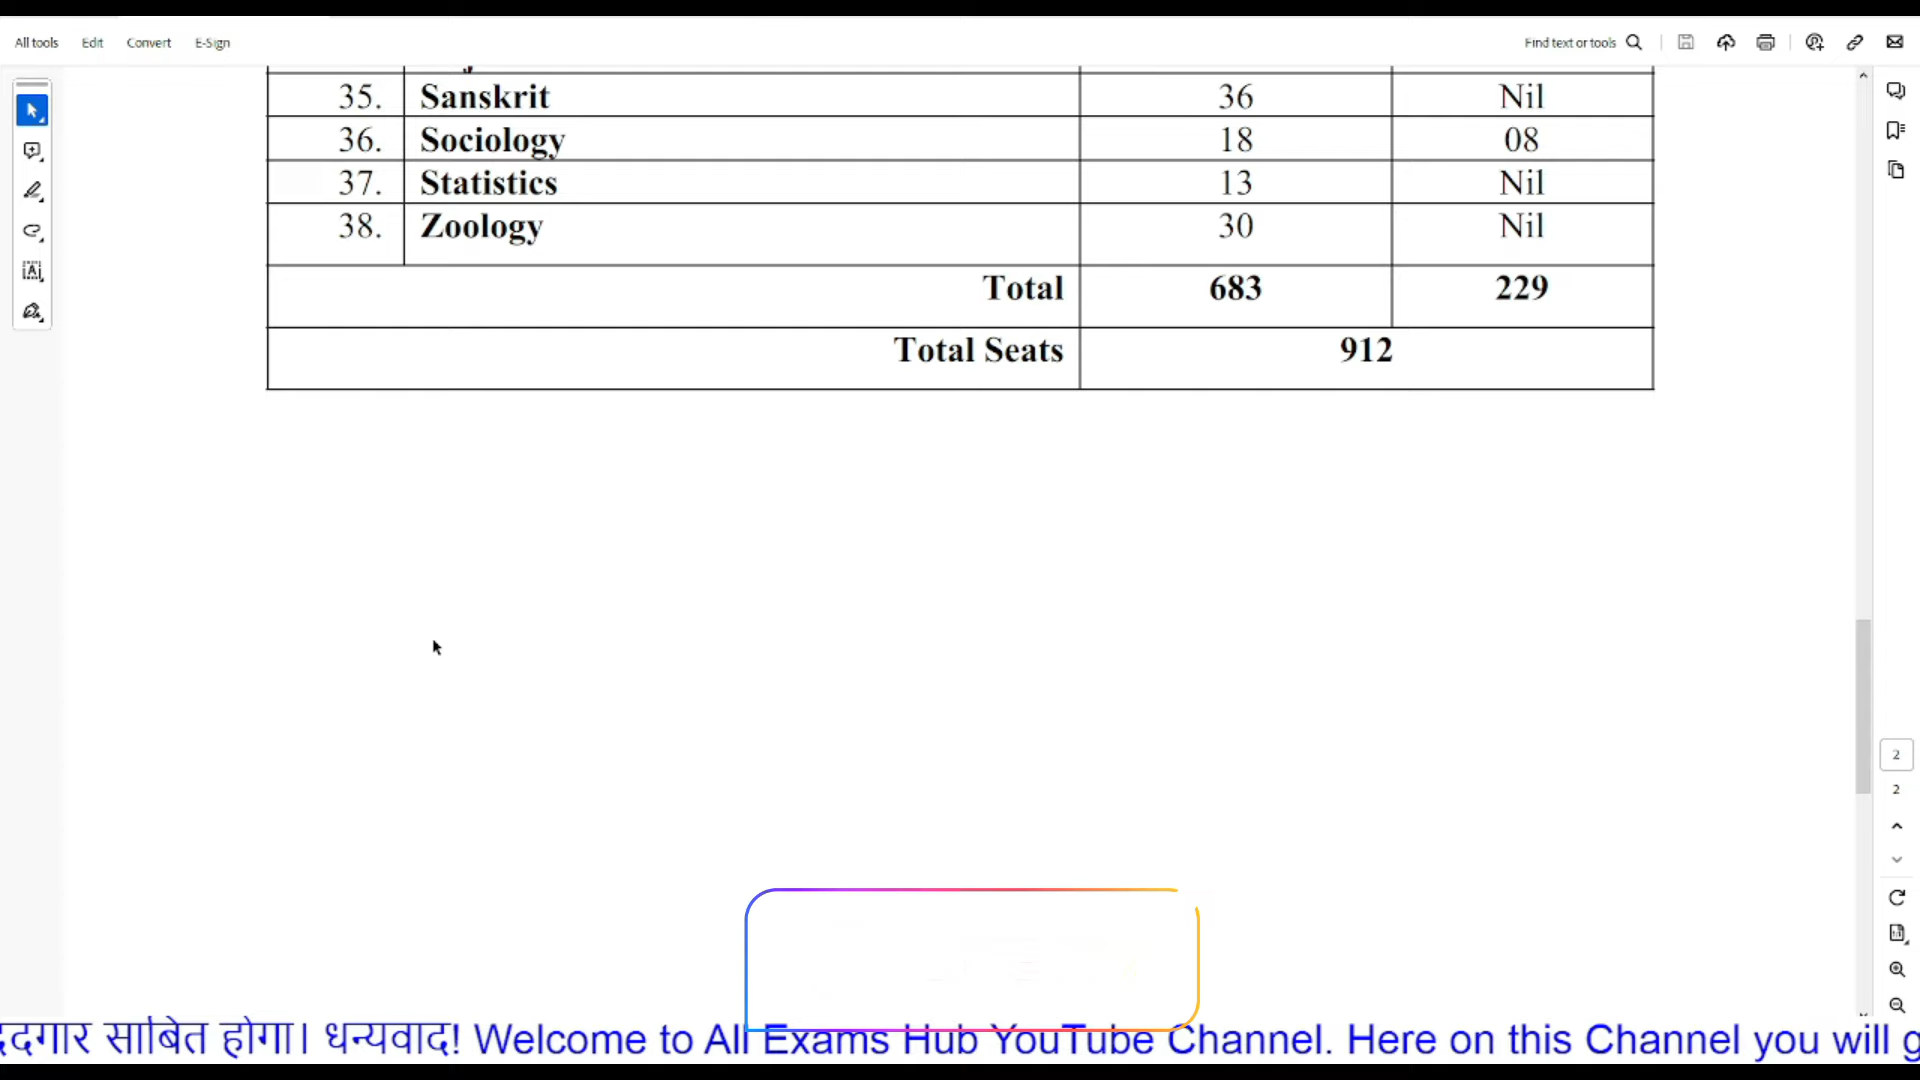 All tools Edit Convert E-Sign Find text or tools
35. Sanskrit 36 Nil
36. Sociology 18 08
37. Statistics 13 Nil
38. Zoology 30 Nil
Total 683 229
Total Seats 912
2
2
साबित होगा। धन्यवाद! Welcome to All Exams Hub YouTube Channel. Here on this Channel you will